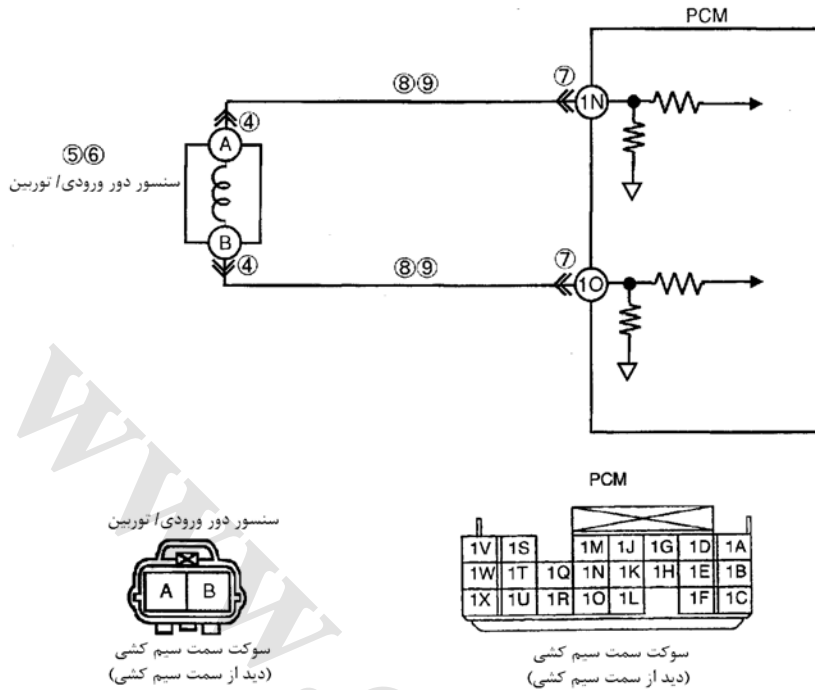 PCM
⑧⑨
⑦
1N
④
A
⑤⑥
سنسور دور ورودی/ توربین
B
④
⑧⑨
⑦
1O
www
PCM
سنسور دور ورودی/ توربین
A B
سوکت سمت سیم کشی
(دید از سمت سیم کشی)
1V 1S 1M 1J 1G 1D 1A
1W 1T 1Q 1N 1K 1H 1E 1B
1X 1U 1R 1O 1L 1F 1C
سوکت سمت سیم کشی
(دید از سمت سیم کشی)